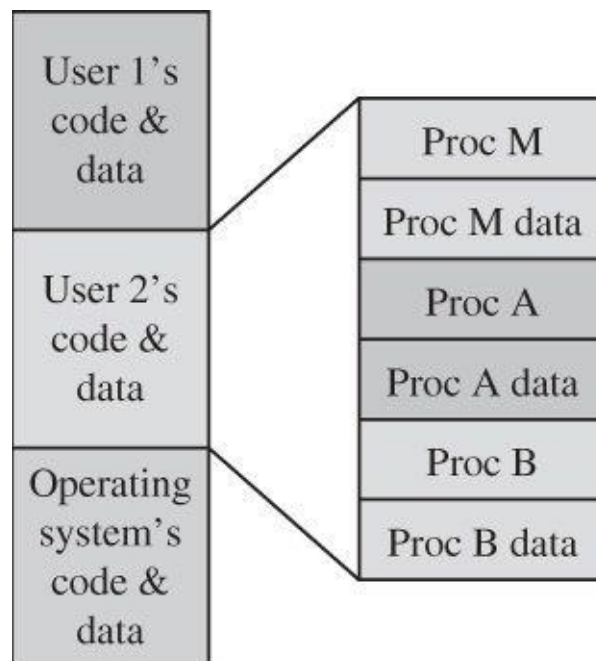 User 1's
code &
data
User 2's
code &
data
Operating
system's
code &
data
Proc M
Proc M data
Proc A
Proc A data
Proc B
Proc B data